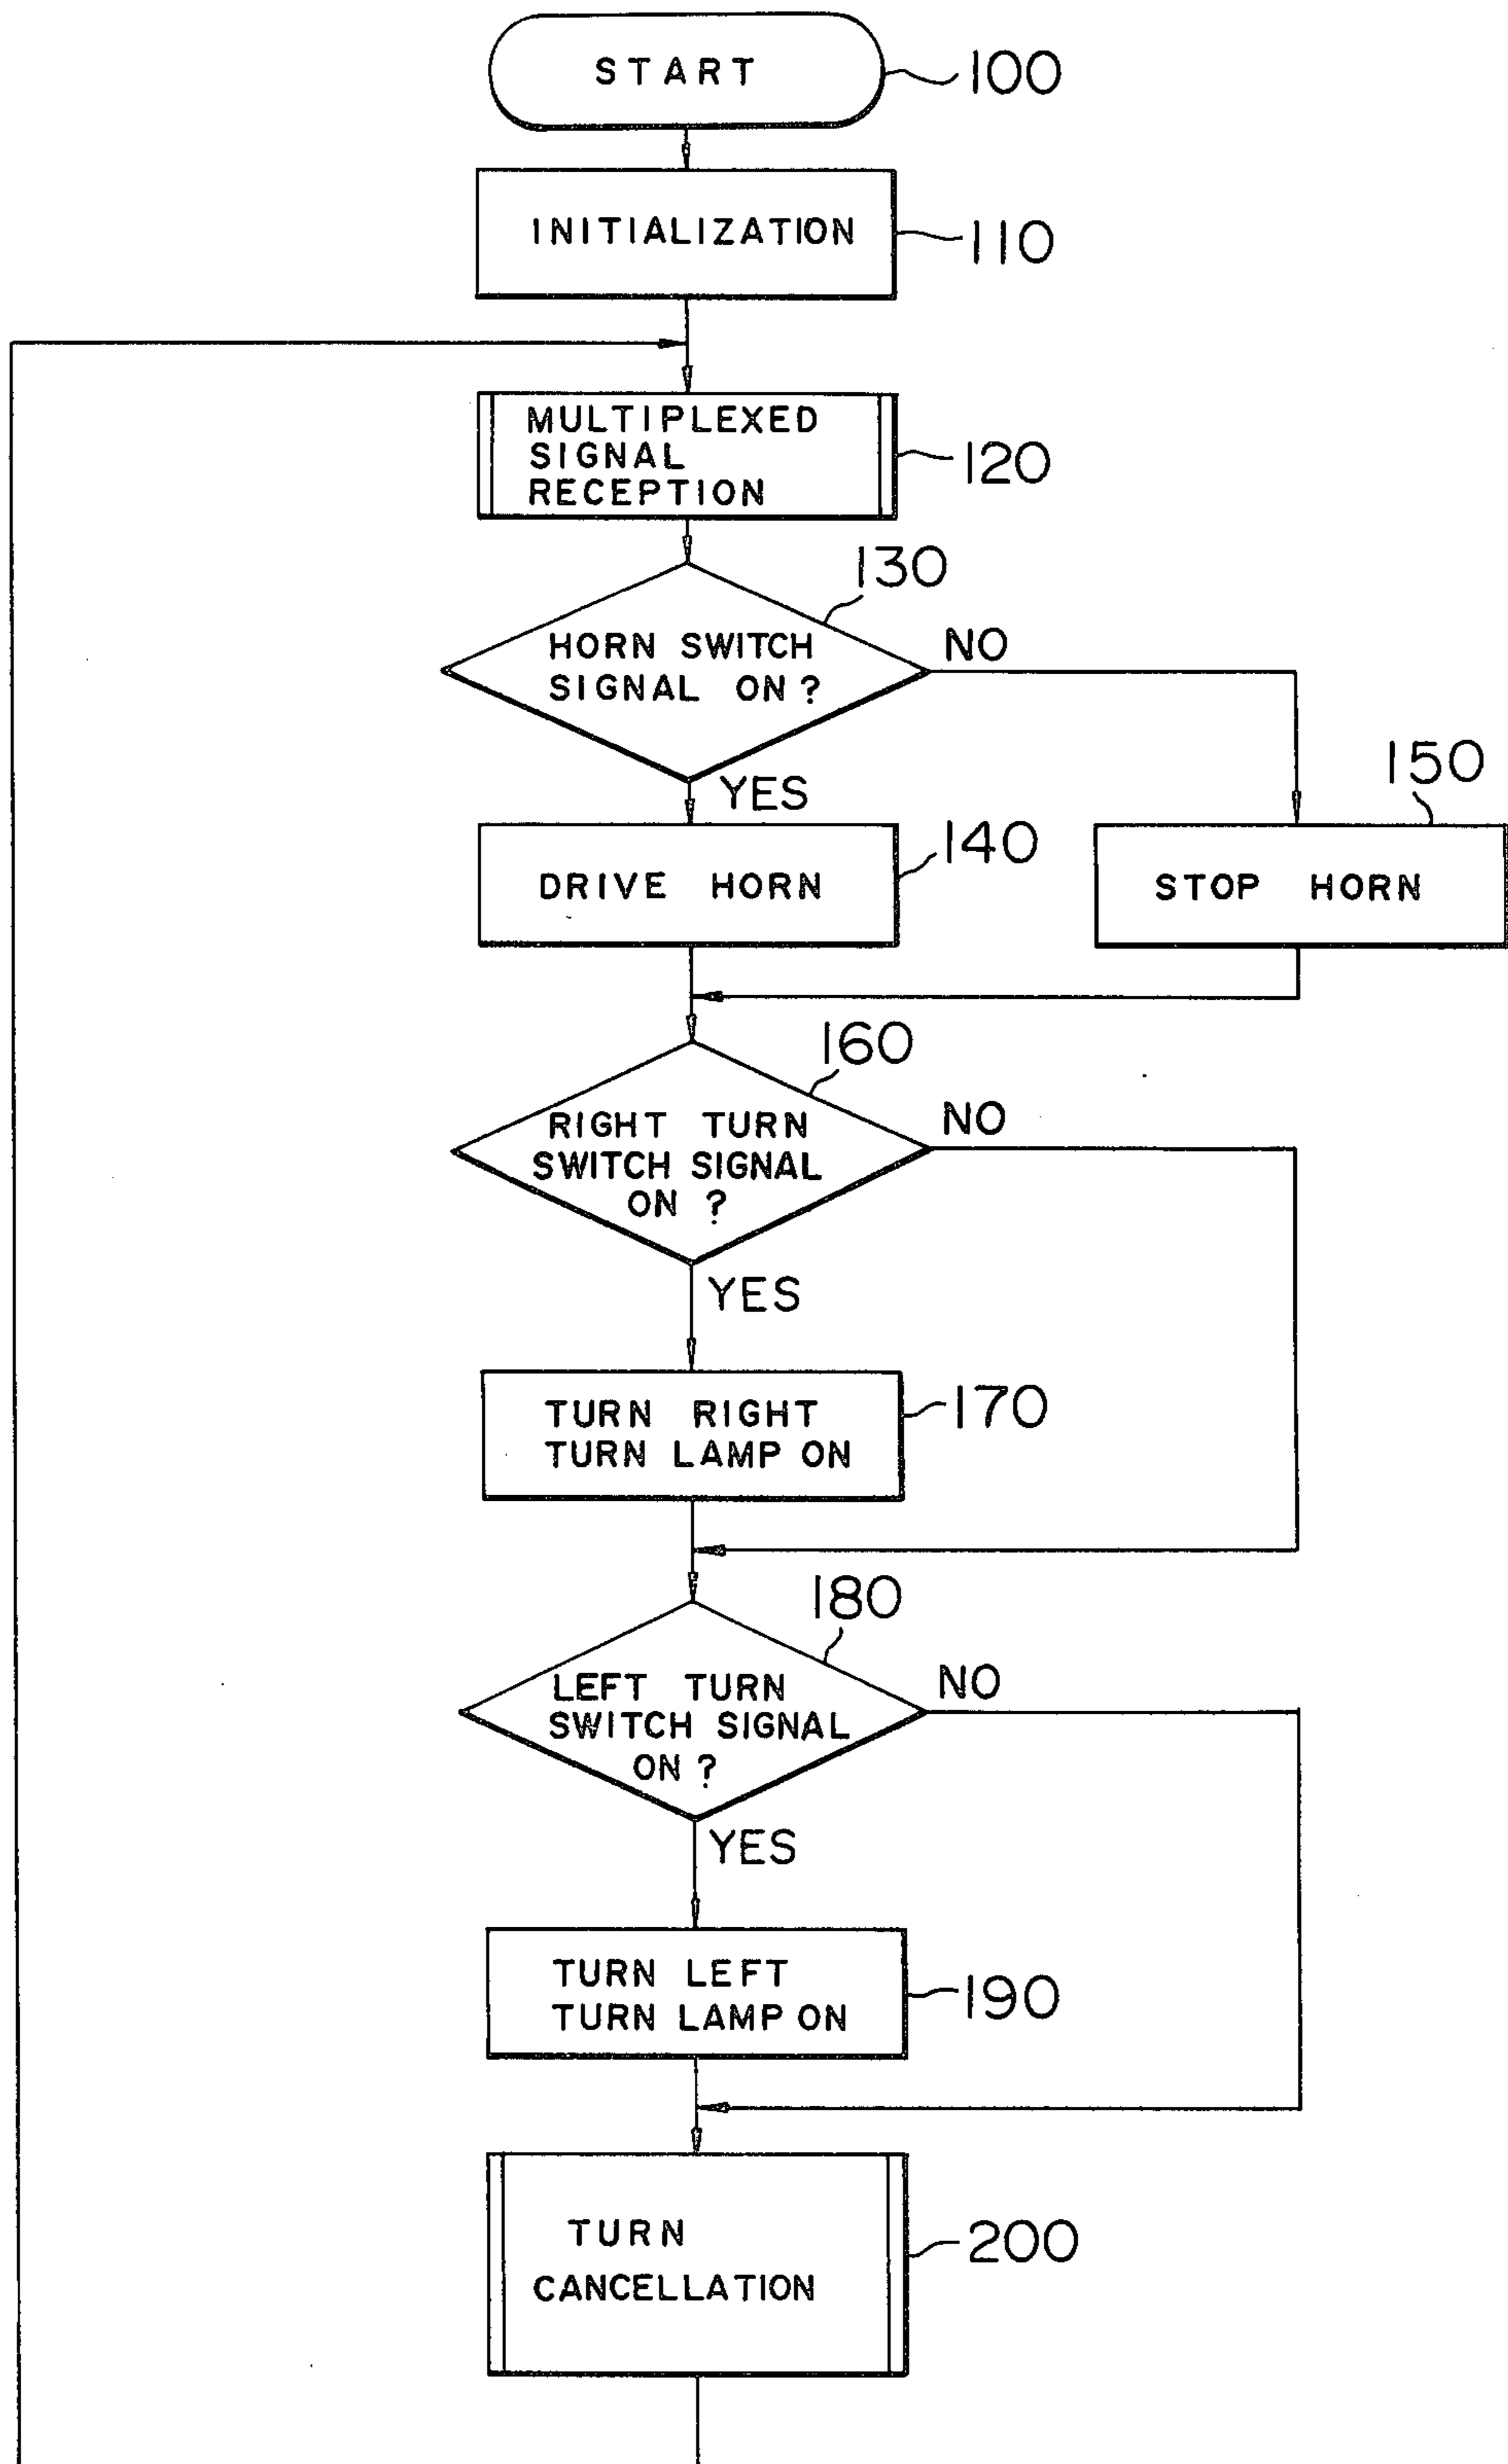 START
100
INITIALIZATION
110
MULTIPLEXED
SIGNAL
RECEPTION
120
130
HORN SWITCH
SIGNAL ON?
NO
YES
150
140
DRIVE HORN
STOP HORN
160
RIGHT TURN
SWITCH SIGNAL
ON ?
NO
YES
TURN RIGHT
TURN LAMP ON
170
180
LEFT TURN
SWITCH SIGNAL
ON ?
NO
YES
TURN LEFT
TURN LAMP ON
190
TURN
CANCELLATION
200